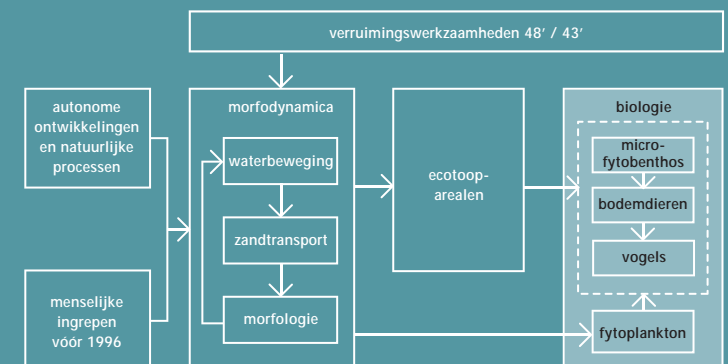 verruimingswerkzaamheden 48′ / 43′
autonome
ontwikkelingen
en natuurlijke
processen
menselijke
ingrepen
vóór 1996
morfodynamica
waterbeweging
zandtransport
morfologie
ecotoop-
arealen
biologie
micro-
fytobenthos
bodemdieren
vogels
fytoplankton